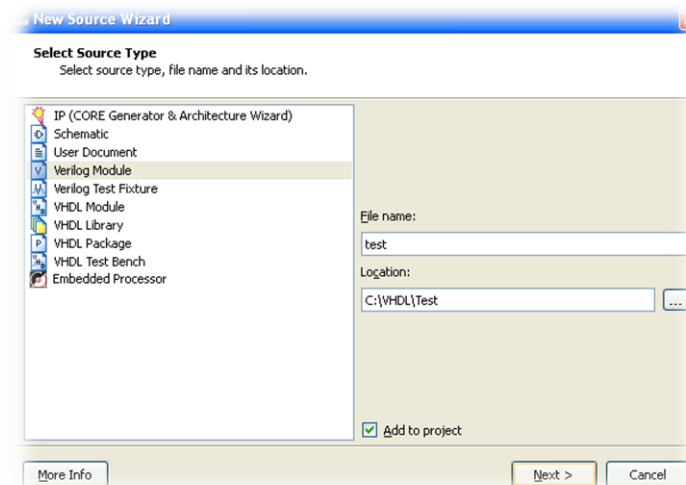 New Source Wizard
Select Source Type
Select source type, file name and its location.
IP (CORE Generator & Architecture Wizard)
Schematic
User Document
Verilog Module
Verilog Test Fixture
VHDL Module
VHDL Library
VHDL Package
VHDL Test Bench
Embedded Processor
File name:
test
Location:
C:\VHDL\Test
...
Add to project
More Info
Next >
Cancel